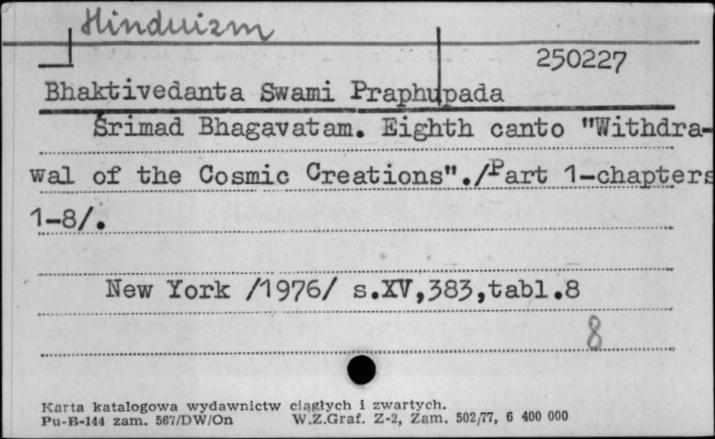 Hinduizm
250227
Bhaktivedanta Swami Praphupada
Śrimad Bhagavatam. Eighth canto "Withdra-
wal of the Cosmic Creations"./Part 1-chapters
1-8/.
New York /1976/ s.XV,383,tabl.8
8
Karta katalogowa wydawnictw ciągłych i zwartych.
Pu-B-144 zam. 567/DW/On W.Z.Graf. Z-2, Zam. 502/77, 6 400 000